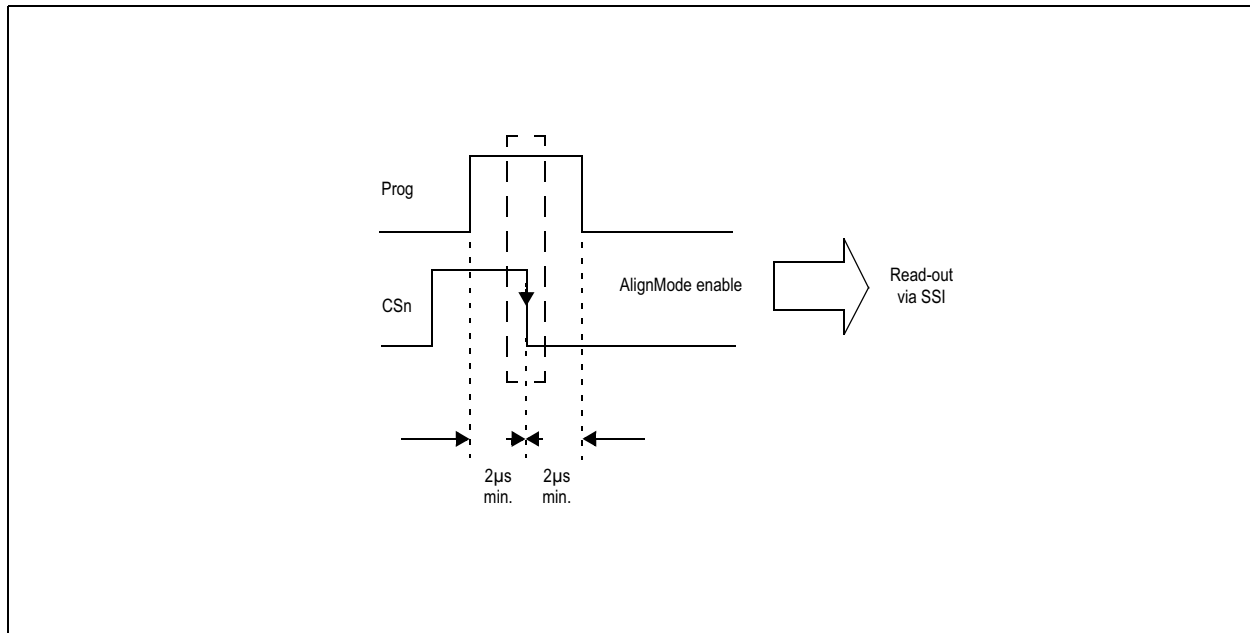 Prog
CSn
AlignMode enable
Read-out
via SSI
2µs
min.
2µs
min.